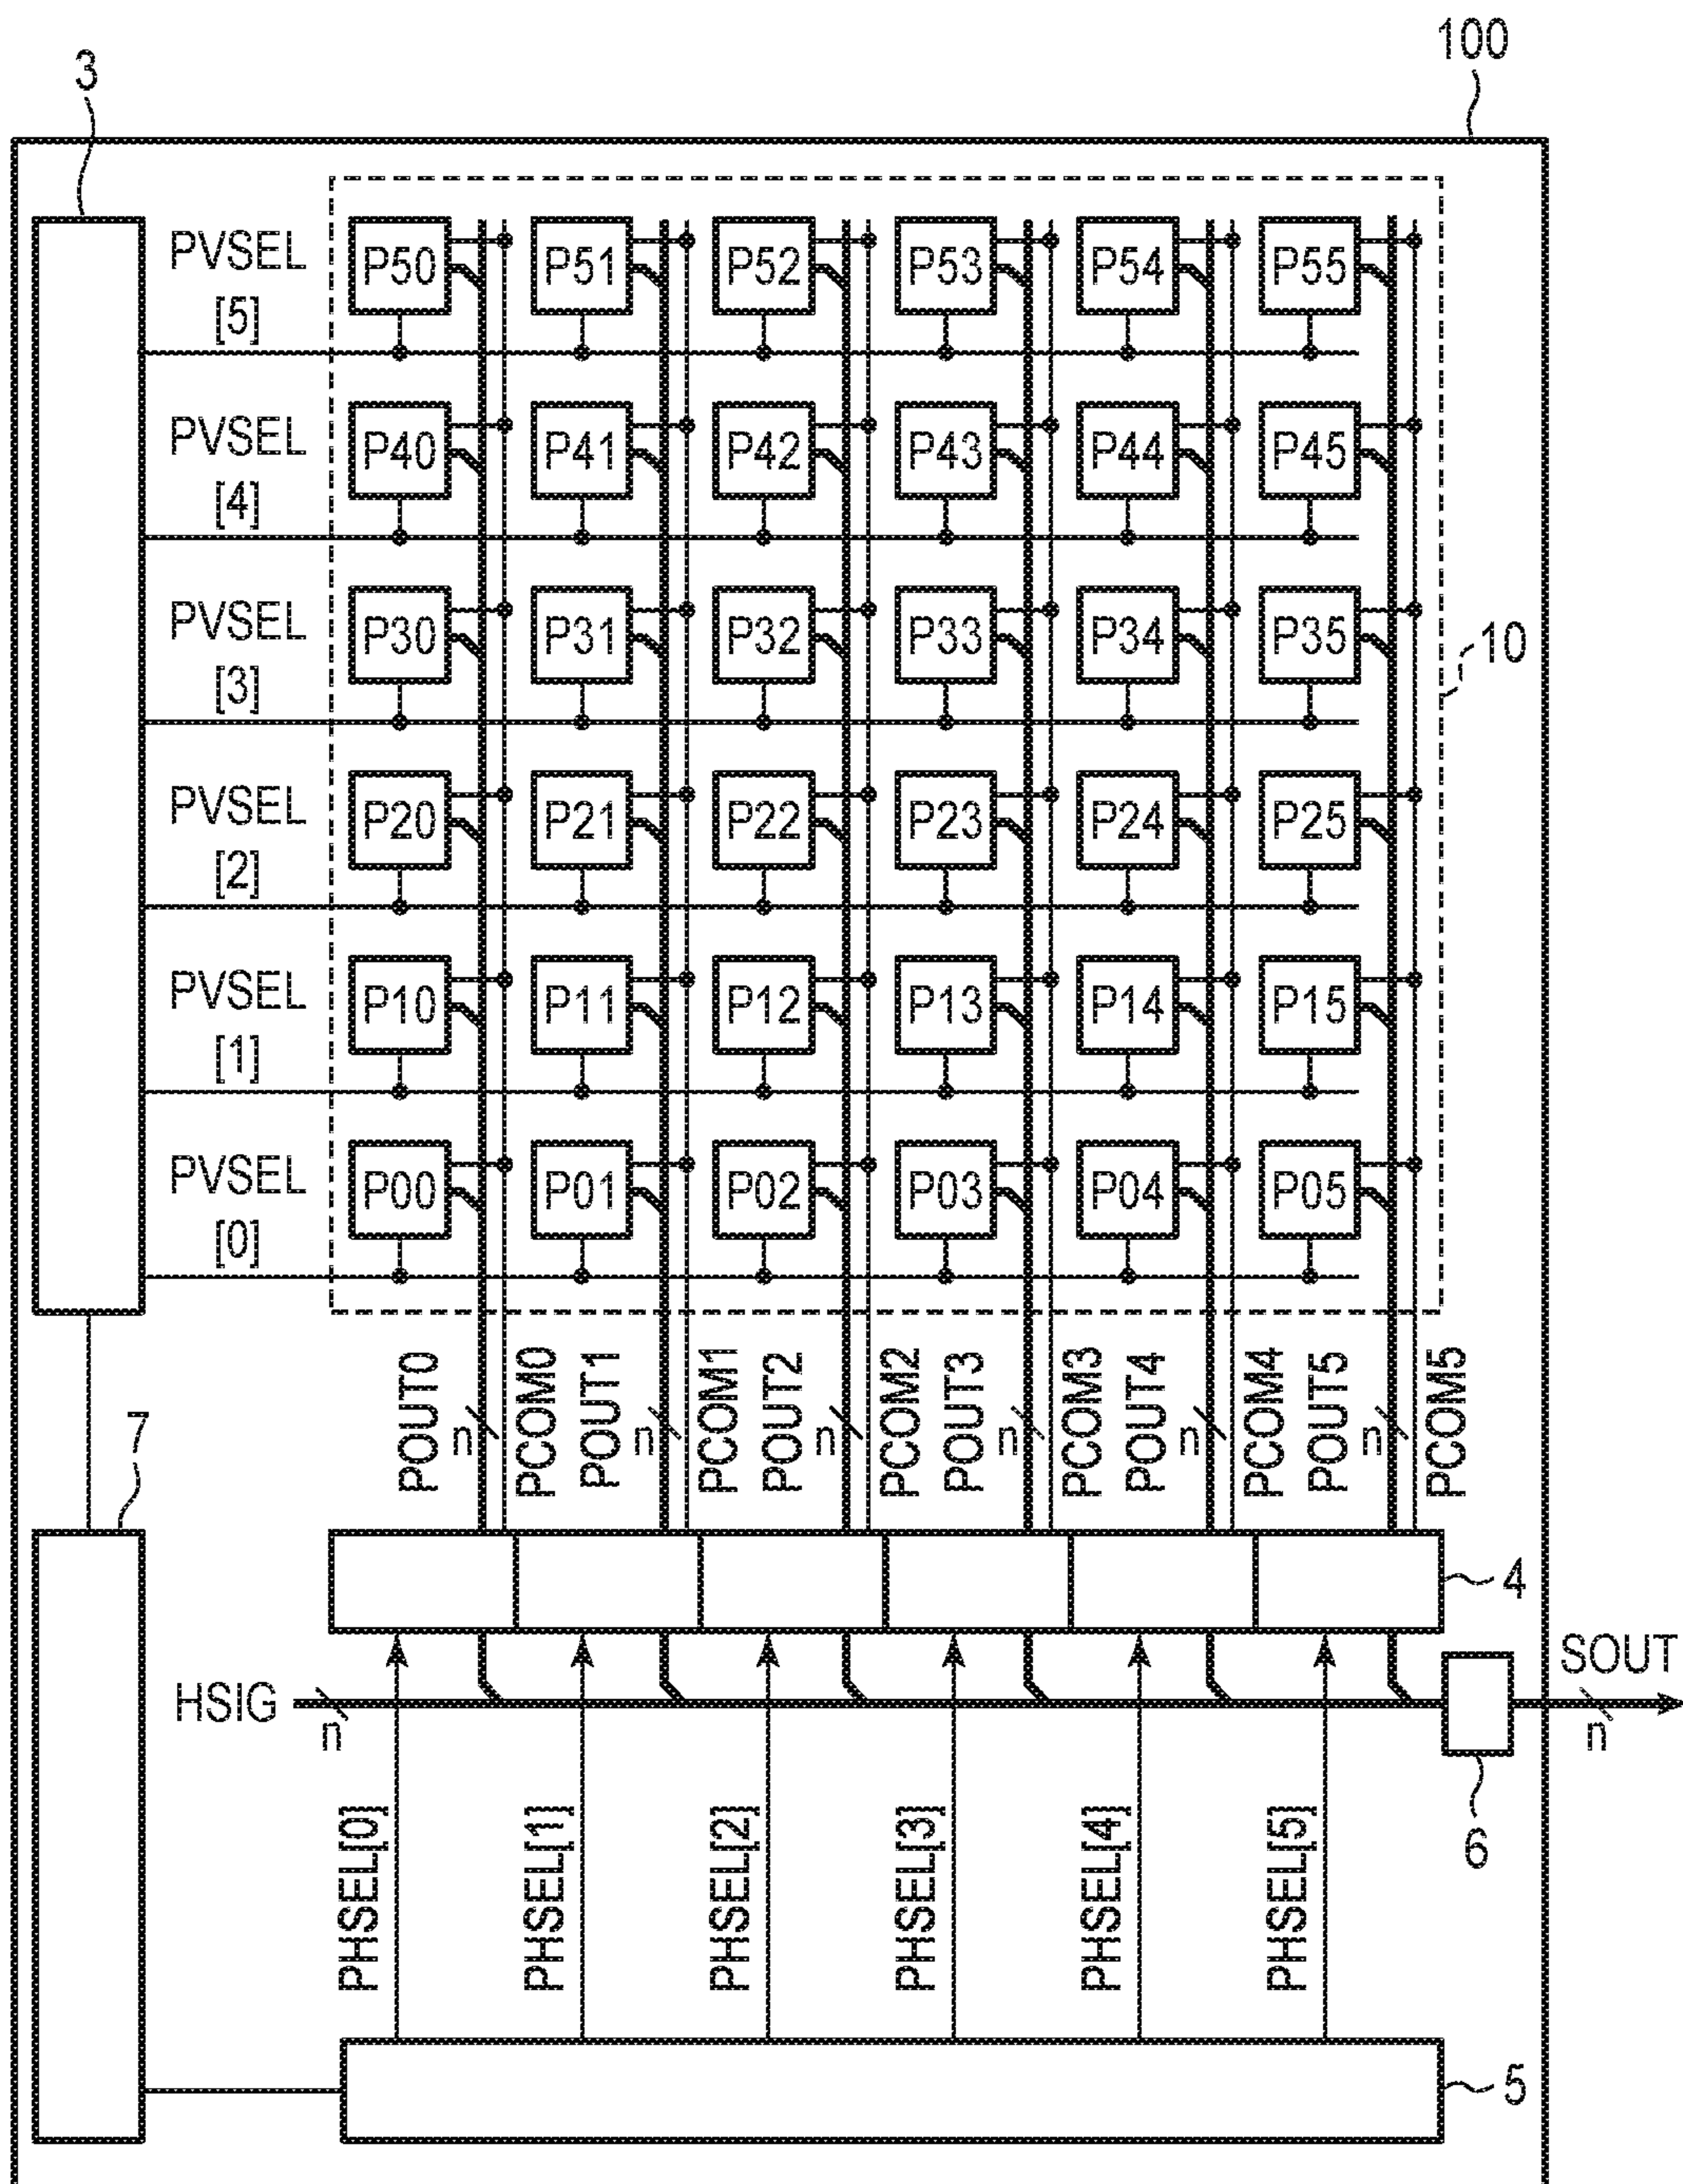 100
3
PVSEL
[5]
P50 P51 P52 P53 P54 P55
PVSEL
[4]
P40 P41 P42 P43 P44 P45
PVSEL
[3]
P30 P31 P32 P33 P34 P35
10
PVSEL
[2]
P20 P21 P22 P23 P24 P25
PVSEL
[1]
P10 P11 P12 P13 P14 P15
PVSEL
[0]
P00 P01 P02 P03 P04 P05
7
POUT0 n PCOM0 POUT1 n PCOM1 POUT2 n PCOM2 POUT3 n PCOM3 POUT4 n PCOM4 POUT5 n PCOM5
4
HSIG n
SOUT
n
6
PHSEL[0] PHSEL[1] PHSEL[2] PHSEL[3] PHSEL[4] PHSEL[5]
5